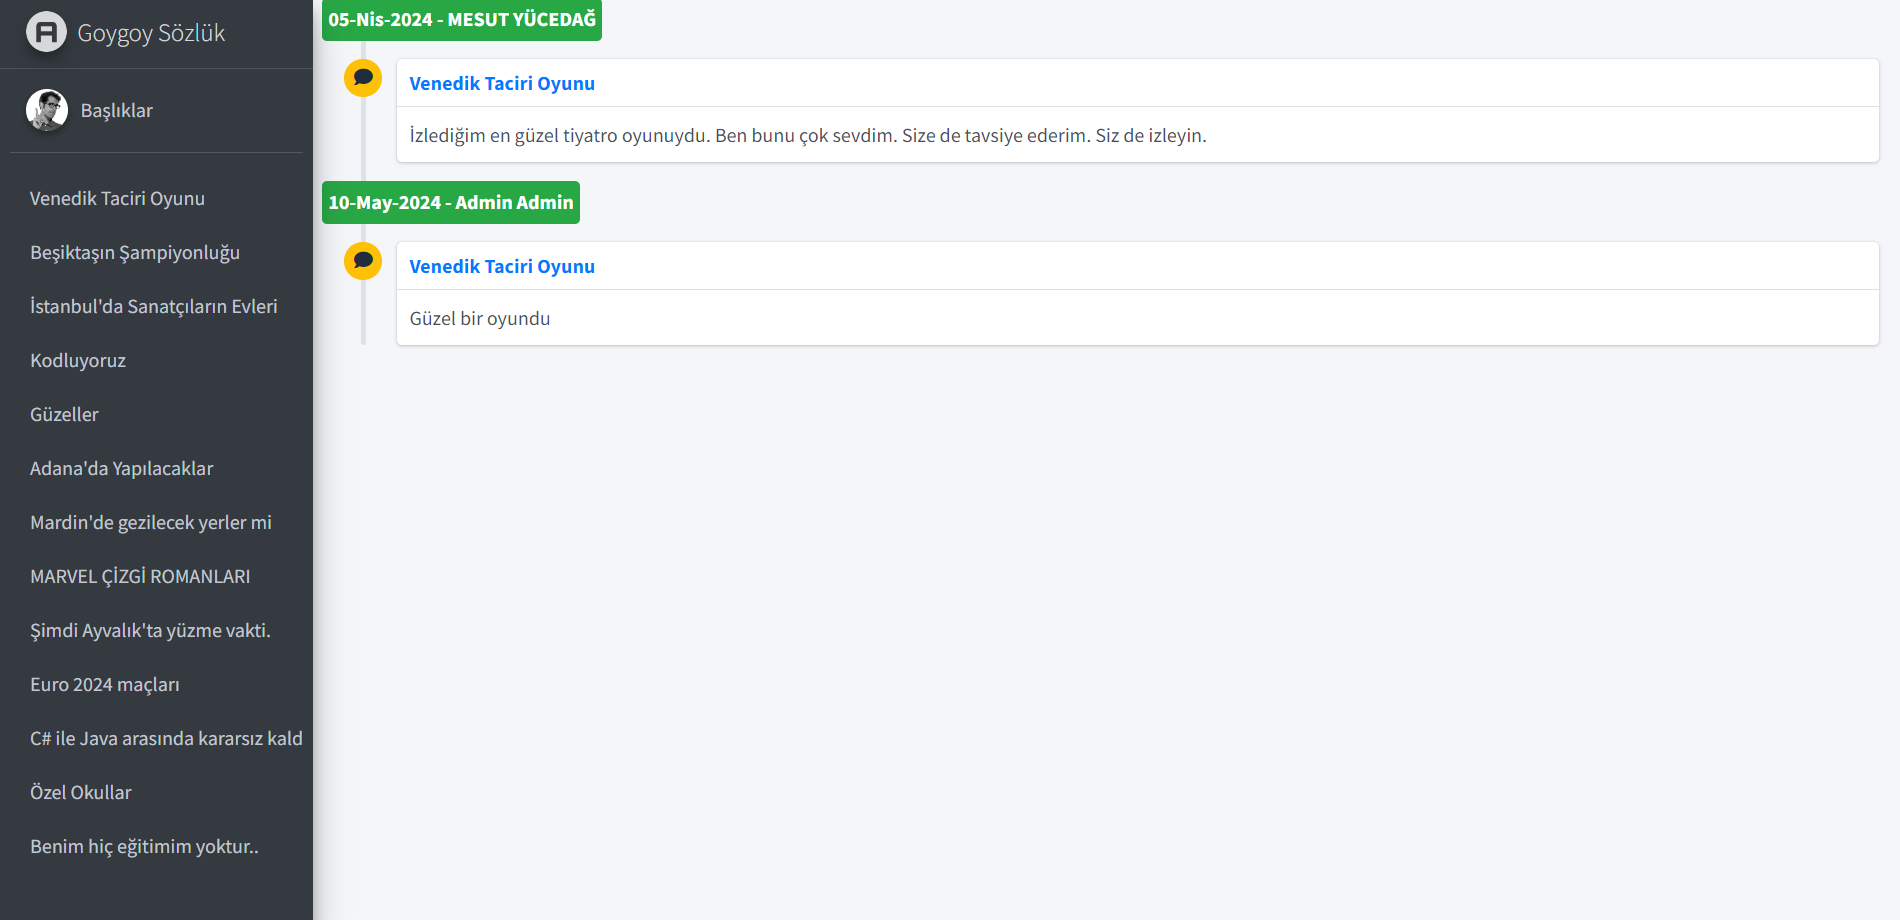 Goygoy Sözlük
Başlıklar
Venedik Taciri Oyunu
Beşiktaşın Şampiyonluğu
İstanbul'da Sanatçıların Evleri
Kodluyoruz
Güzeller
Adana'da Yapılacaklar
Mardin'de gezilecek yerler mi
MARVEL ÇİZGİ ROMANLARI
Şimdi Ayvalık'ta yüzme vakti.
Euro 2024 maçları
C# ile Java arasında kararsız kald
Özel Okullar
Benim hiç eğitimim yoktur..
05-Nis-2024 - MESUT YÜCEDAĞ
Venedik Taciri Oyunu
İzlediğim en güzel tiyatro oyunuydu. Ben bunu çok sevdim. Size de tavsiye ederim. Siz de izleyin.
10-May-2024 - Admin Admin
Venedik Taciri Oyunu
Güzel bir oyundu